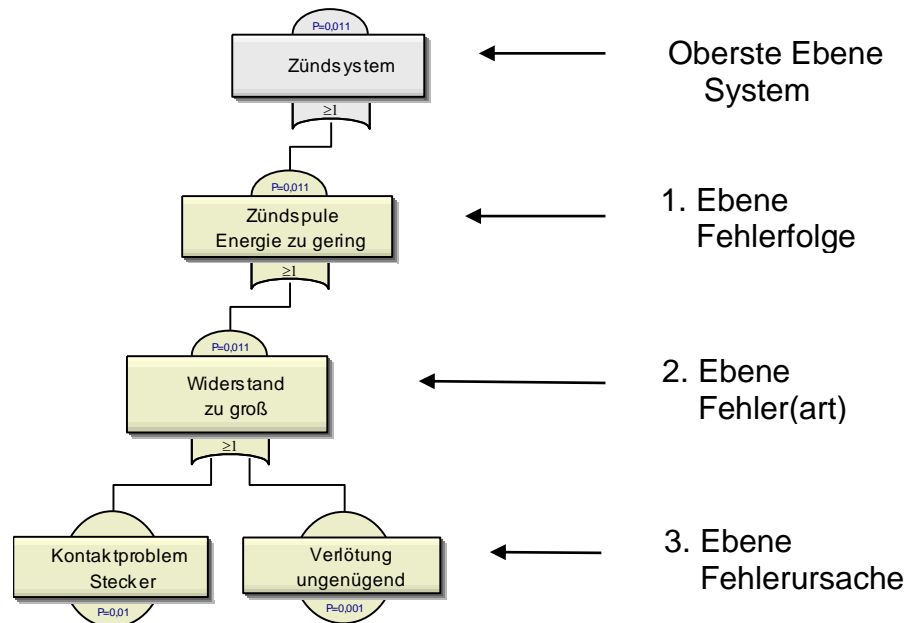 P=0,011
Zündsystem
≥1
Oberste Ebene
System
P=0,011
Zündspule
Energie zu gering
≥1
1. Ebene
Fehlerfolge
P=0,011
Widerstand
zu groß
≥1
2. Ebene
Fehler(art)
Kontaktproblem
Stecker
P=0,01
Verlötung
ungenügend
P=0,001
3. Ebene
Fehlerursache